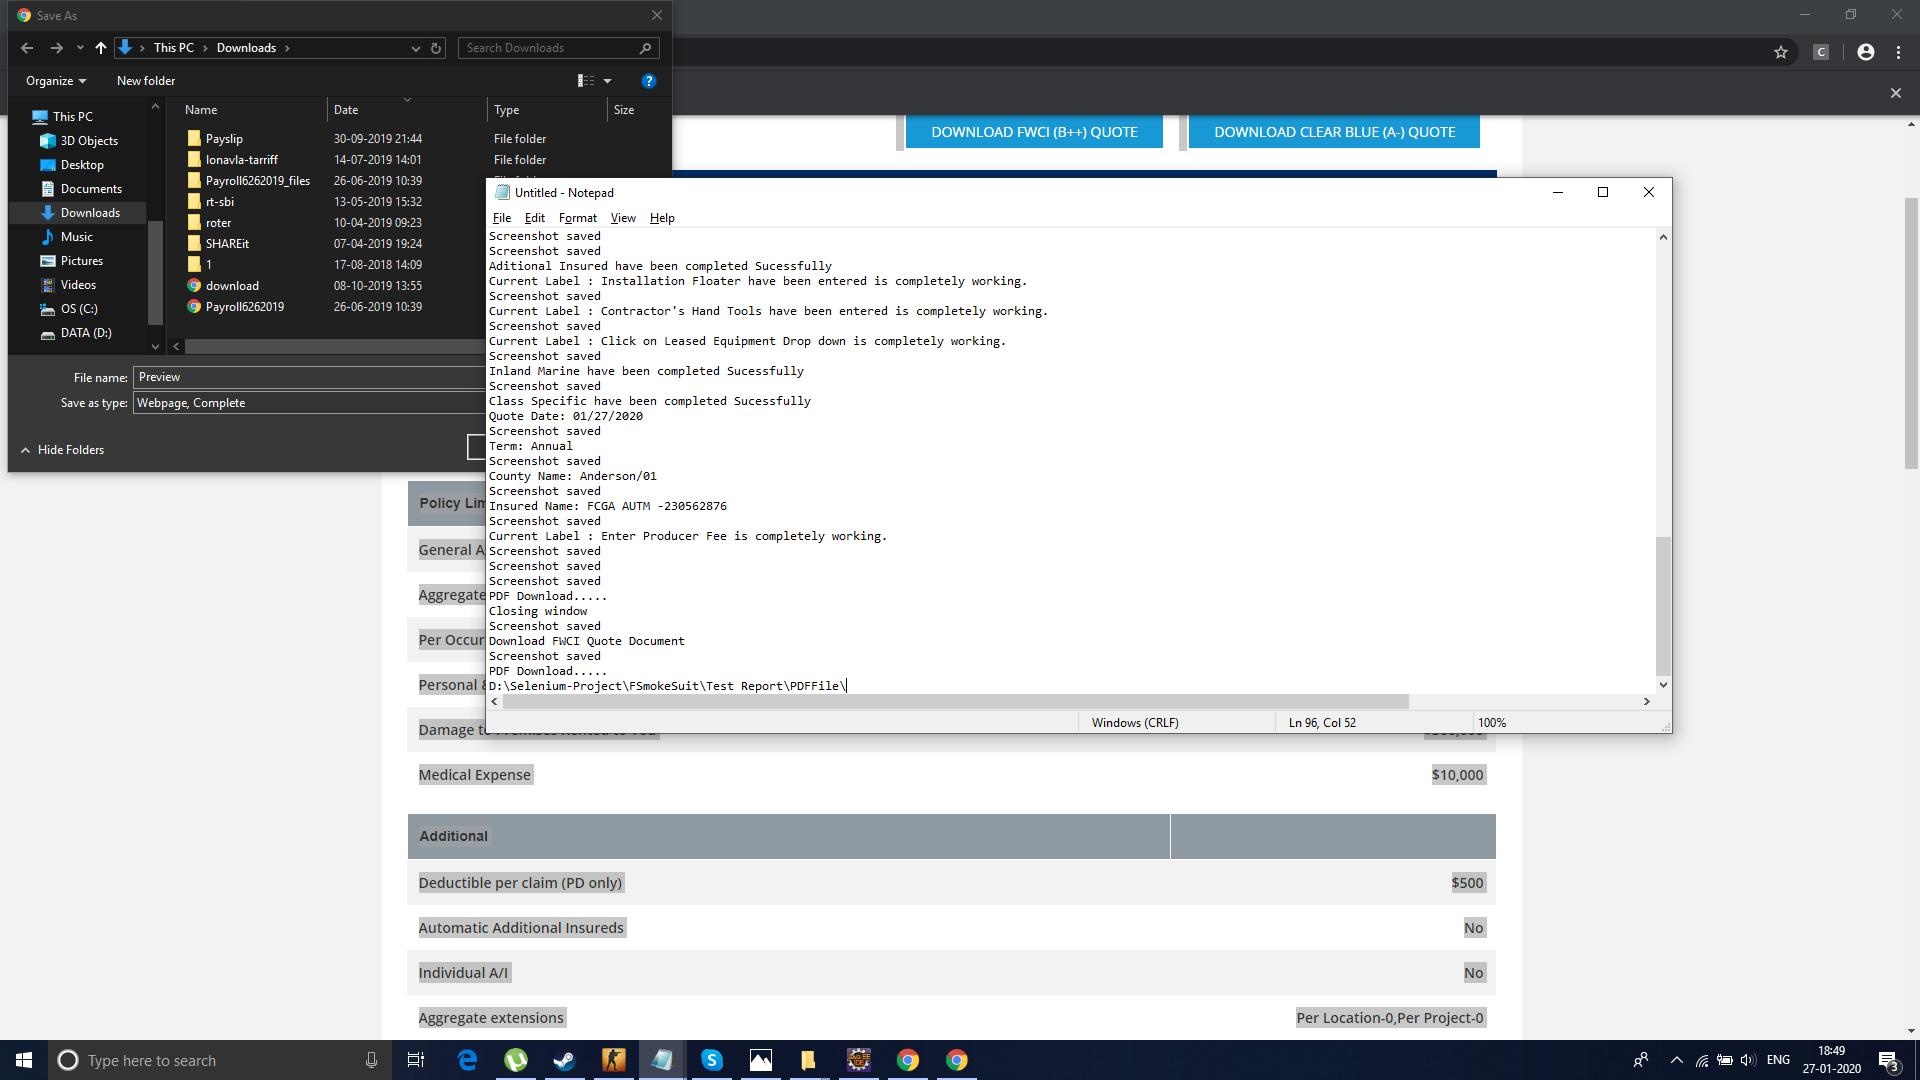 Save As
This PC
Downloads
Search Downloads
Organize
New folder
Name
Date
Type
Size
This PC
3D Objects
Desktop
Documents
Downloads
Music
Pictures
Videos
OS (C:)
DATA (D:)
Payslip 30-09-2019 21:44 File folder
lonavla-tarriff 14-07-2019 14:01 File folder
Payroll6262019_files 26-06-2019 10:39
rt-sbi 13-05-2019 15:32
roter 10-04-2019 09:23
SHAREit 07-04-2019 19:24
1 17-08-2018 14:09
download 08-10-2019 13:55
Payroll6262019 26-06-2019 10:39
File name: Preview
Save as type: Webpage, Complete
Hide Folders
C
DOWNLOAD FWCI (B++) QUOTE
DOWNLOAD CLEAR BLUE (A-) QUOTE
Untitled - Notepad
File Edit Format View Help
Screenshot saved
Screenshot saved
Aditional Insured have been completed Sucessfully
Current Label : Installation Floater have been entered is completely working.
Screenshot saved
Current Label : Contractor's Hand Tools have been entered is completely working.
Screenshot saved
Current Label : Click on Leased Equipment Drop down is completely working.
Screenshot saved
Inland Marine have been completed Sucessfully
Screenshot saved
Class Specific have been completed Sucessfully
Quote Date: 01/27/2020
Screenshot saved
Term: Annual
Screenshot saved
County Name: Anderson/01
Screenshot saved
Insured Name: FCGA AUTM -230562876
Screenshot saved
Current Label : Enter Producer Fee is completely working.
Screenshot saved
Screenshot saved
Screenshot saved
PDF Download.....
Closing window
Screenshot saved
Download FWCI Quote Document
Screenshot saved
PDF Download.....
D:\Selenium-Project\FSmokeSuit\Test Report\PDFFile\
Windows (CRLF)
Ln 96, Col 52
100%
Policy
General
Aggregate
Per
Personal
Damage
Medical Expense $10,000
Additional
Deductible per claim (PD only) $500
Automatic Additional Insureds No
Individual A/I No
Aggregate extensions Per Location-0,Per Project-0
Type here to search
ENG
18:49
27-01-2020
3